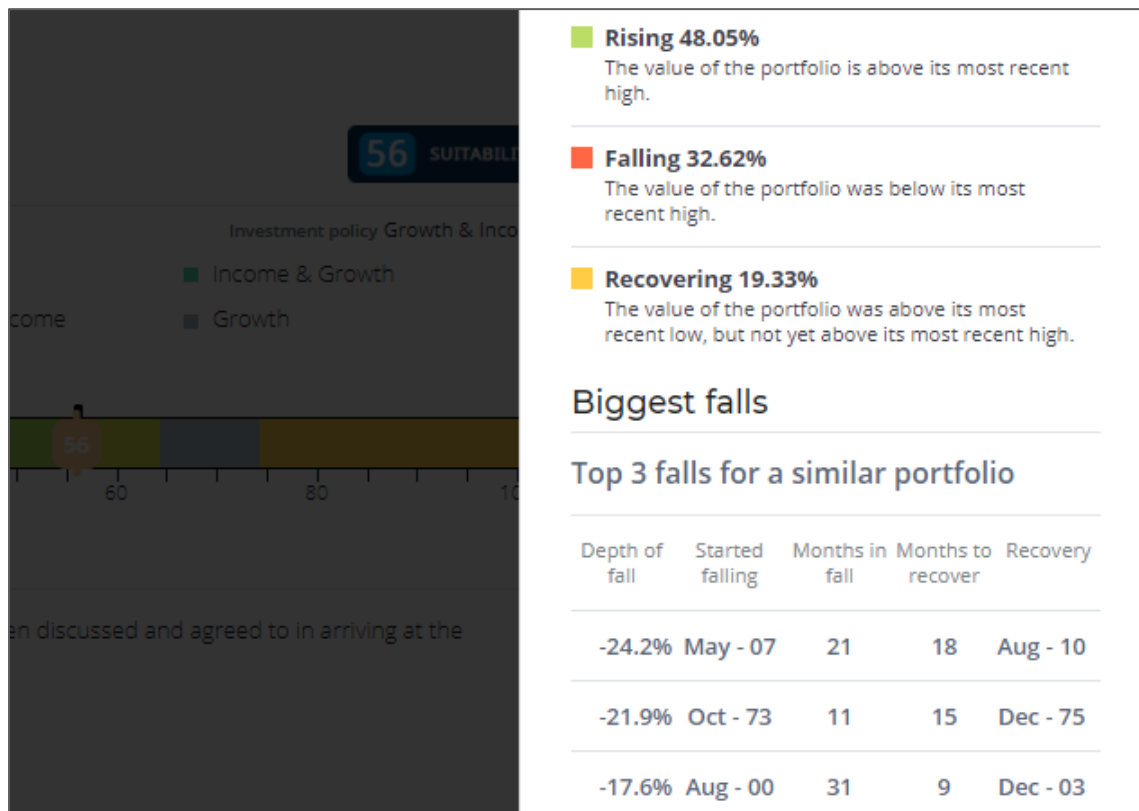 56 SUITABILI
Investment policy Growth & Inco
Income & Growth
come
Growth
56
60
80
10
en discussed and agreed to in arriving at the
Rising 48.05%
The value of the portfolio is above its most recent
high.
Falling 32.62%
The value of the portfolio was below its most
recent high.
Recovering 19.33%
The value of the portfolio was above its most
recent low, but not yet above its most recent high.
Biggest falls
Top 3 falls for a similar portfolio
Depth of Started Months in Months to Recovery
fall falling fall recover
-24.2% May - 07 21 18 Aug - 10
-21.9% Oct - 73 11 15 Dec - 75
-17.6% Aug - 00 31 9 Dec - 03